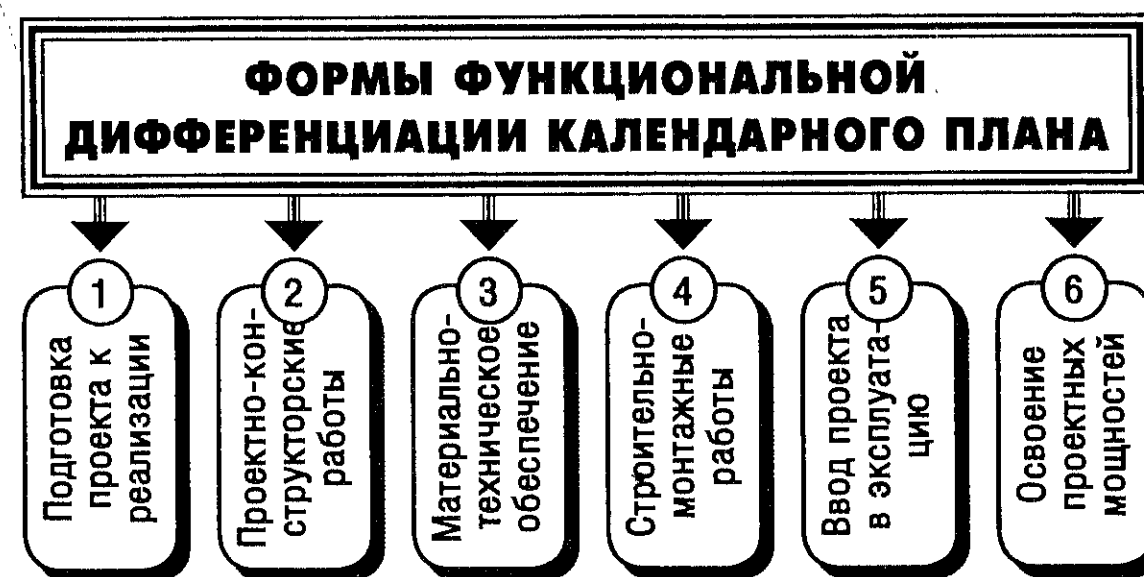 ФОРМЫ ФУНКЦИОНАЛЬНОЙ
ДИФФЕРЕНЦИАЦИИ КАЛЕНДАРНОГО ПЛАНА
1
Подготовка
проекта к
реализации
2
Проектно-кон-
структорские
работы
3
Материально-
техническое
обеспечение
4
Строительно-
монтажные
работы
5
Ввод проекта
в эксплуата-
цию
6
Освоение
проектных
мощностей